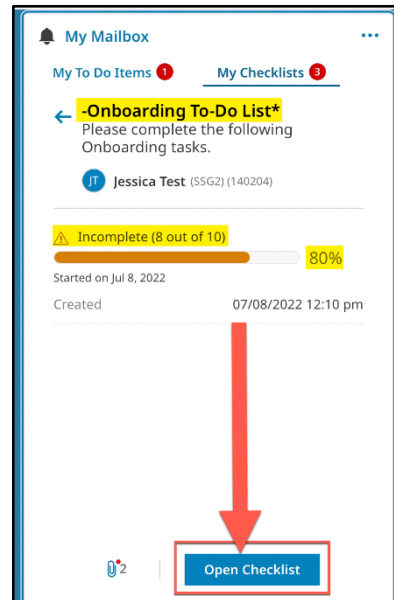 My Mailbox
My To Do Items 1
My Checklists 3
-Onboarding To-Do List*
Please complete the following
Onboarding tasks.
JT Jessica Test (SSG2) (140204)
Incomplete (8 out of 10)
80%
Started on Jul 8, 2022
Created 07/08/2022 12:10 pm
2
Open Checklist